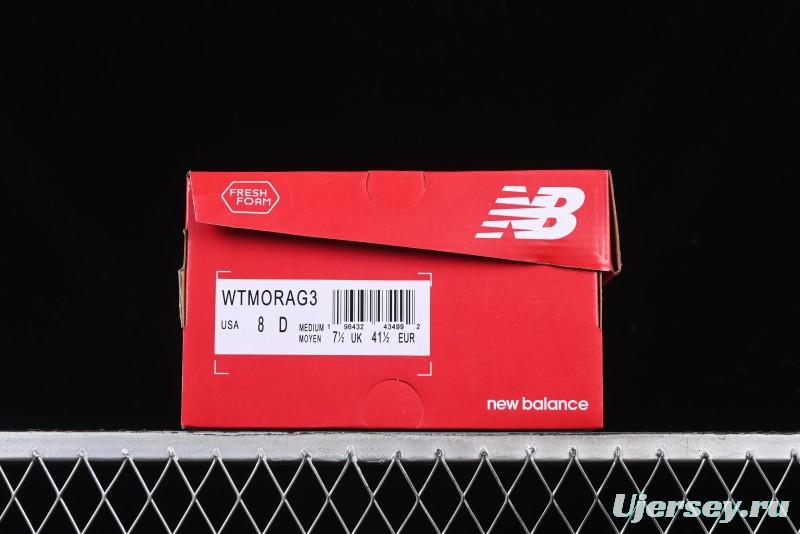 FRESH
FOAM
NB
WTMORAG3
USA 8 D MEDIUM
MOYEN 7½ UK 41½ EUR
1 96432 43499 2
new balance
Ujersey.ru